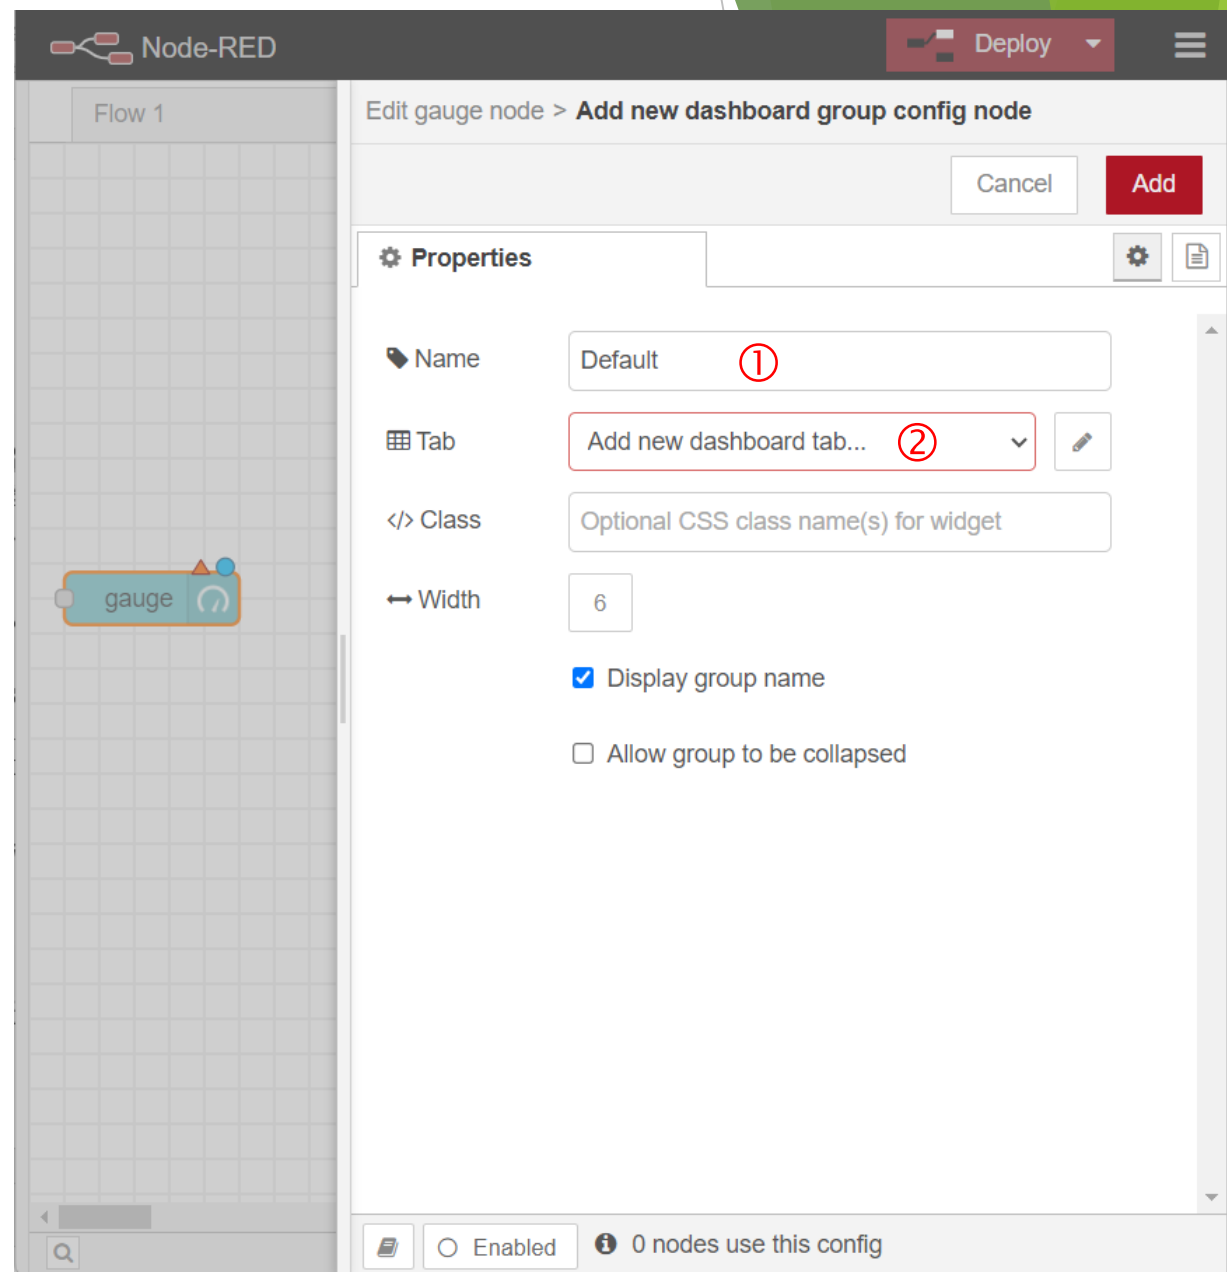 Node-RED
Deploy
Flow 1
Edit gauge node > Add new dashboard group config node
Cancel
Add
Properties
Name
Default
①
Tab
Add new dashboard tab...
②
</> Class
Optional CSS class name(s) for widget
gauge
Width
6
Display group name
Allow group to be collapsed
Enabled
0 nodes use this config